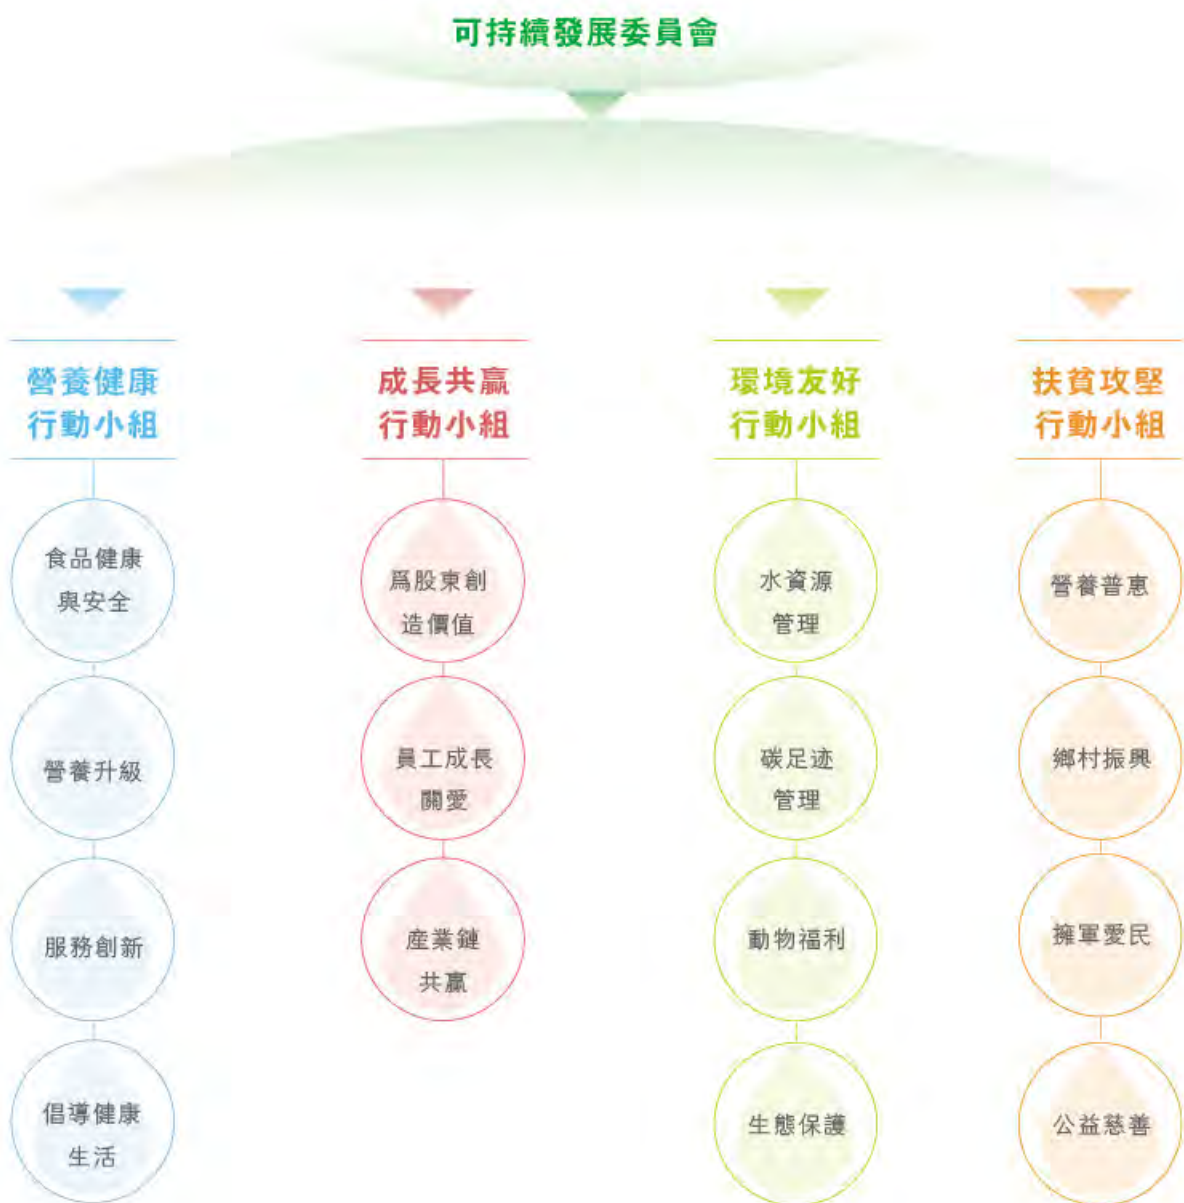 可持續發展委員會
營養健康
行動小組
食品健康
與安全
營養升級
服務創新
倡導健康
生活
成長共贏
行動小組
爲股東創
造價值
員工成長
關愛
産業鏈
共贏
環境友好
行動小組
水資源
管理
碳足迹
管理
動物福利
生態保護
扶貧攻堅
行動小組
營養普惠
鄉村振興
擁軍愛民
公益慈善